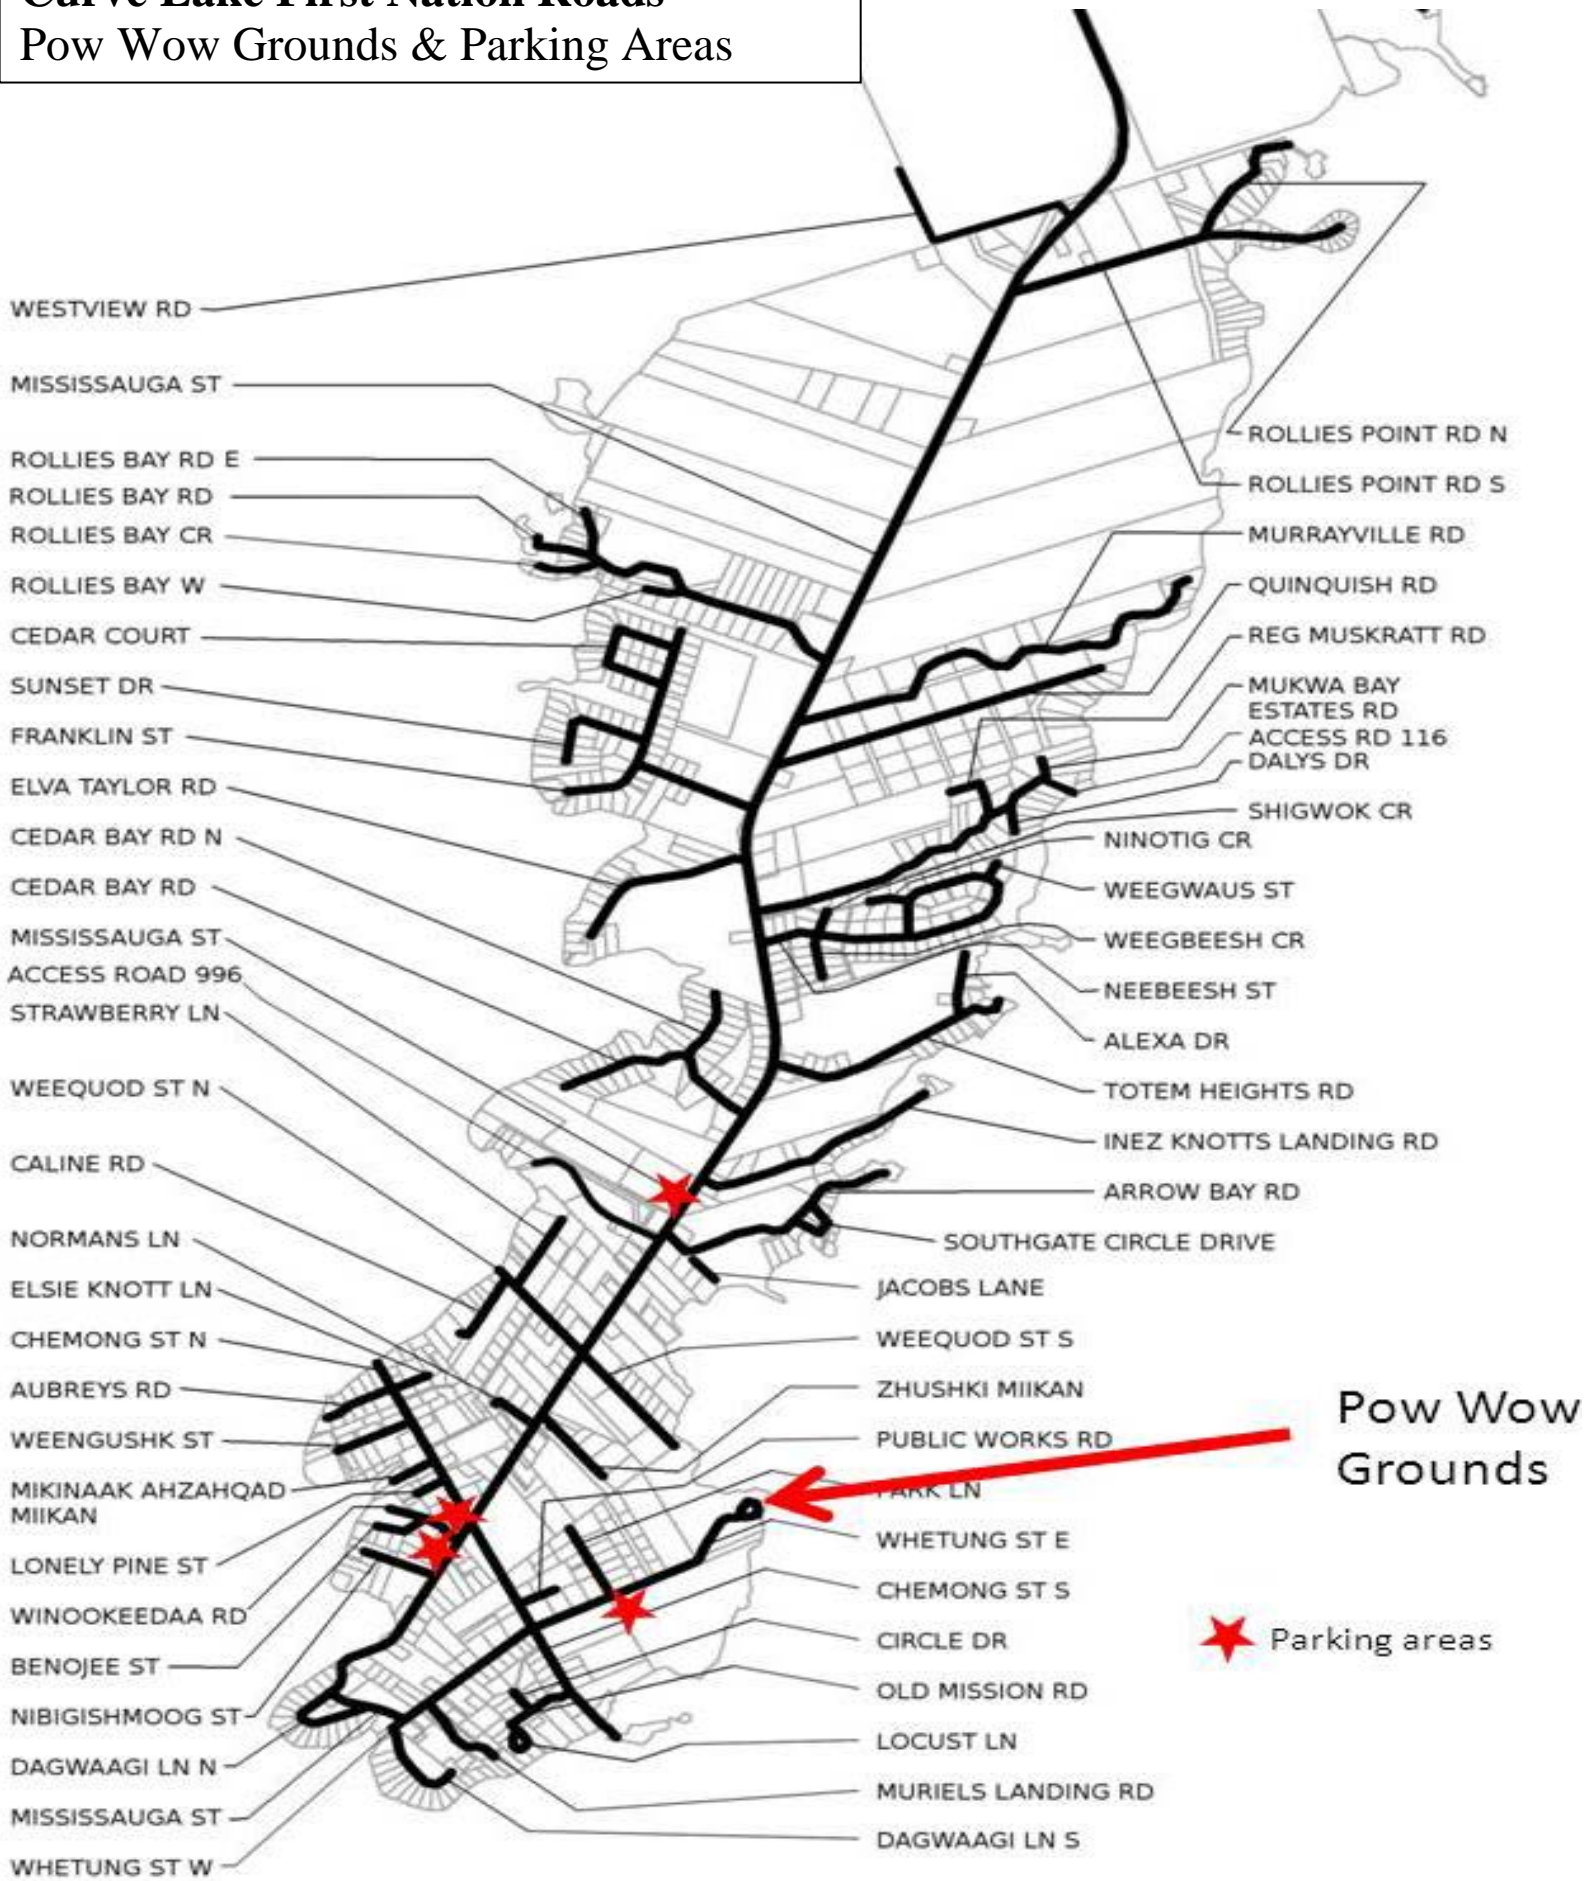 Curve Lake First Nation Roads
Pow Wow Grounds & Parking Areas
WESTVIEW RD
MISSISSAUGA ST
ROLLIES BAY RD E
ROLLIES BAY RD
ROLLIES BAY CR
ROLLIES BAY W
CEDAR COURT
SUNSET DR
FRANKLIN ST
ELVA TAYLOR RD
CEDAR BAY RD N
CEDAR BAY RD
MISSISSAUGA ST
ACCESS ROAD 996
STRAWBERRY LN
WEEQUOD ST N
CALINE RD
NORMANS LN
ELSIE KNOTT LN
CHEMONG ST N
AUBREYS RD
WEENGUSHK ST
MIKINAAK AHZAHQAD
MIIKAN
LONELY PINE ST
WINOOKEEDAA RD
BENOJEE ST
NIBIGISHMOOG ST
DAGWAAGI LN N
MISSISSAUGA ST
WHETUNG ST W
ROLLIES POINT RD N
ROLLIES POINT RD S
MURRAYVILLE RD
QUINQUISH RD
REG MUSKRATT RD
MUKWA BAY
ESTATES RD
ACCESS RD 116
DALYS DR
SHIGWOK CR
NINOTIG CR
WEEGWAUS ST
WEEGBEESH CR
NEEBEESH ST
ALEXA DR
TOTEM HEIGHTS RD
INEZ KNOTTS LANDING RD
ARROW BAY RD
SOUTHGATE CIRCLE DRIVE
JACOBS LANE
WEEQUOD ST S
ZHUSHKI MIIKAN
PUBLIC WORKS RD
PARK LN
WHETUNG ST E
CHEMONG ST S
CIRCLE DR
OLD MISSION RD
LOCUST LN
MURIELS LANDING RD
DAGWAAGI LN S
Pow Wow
Grounds
Parking areas